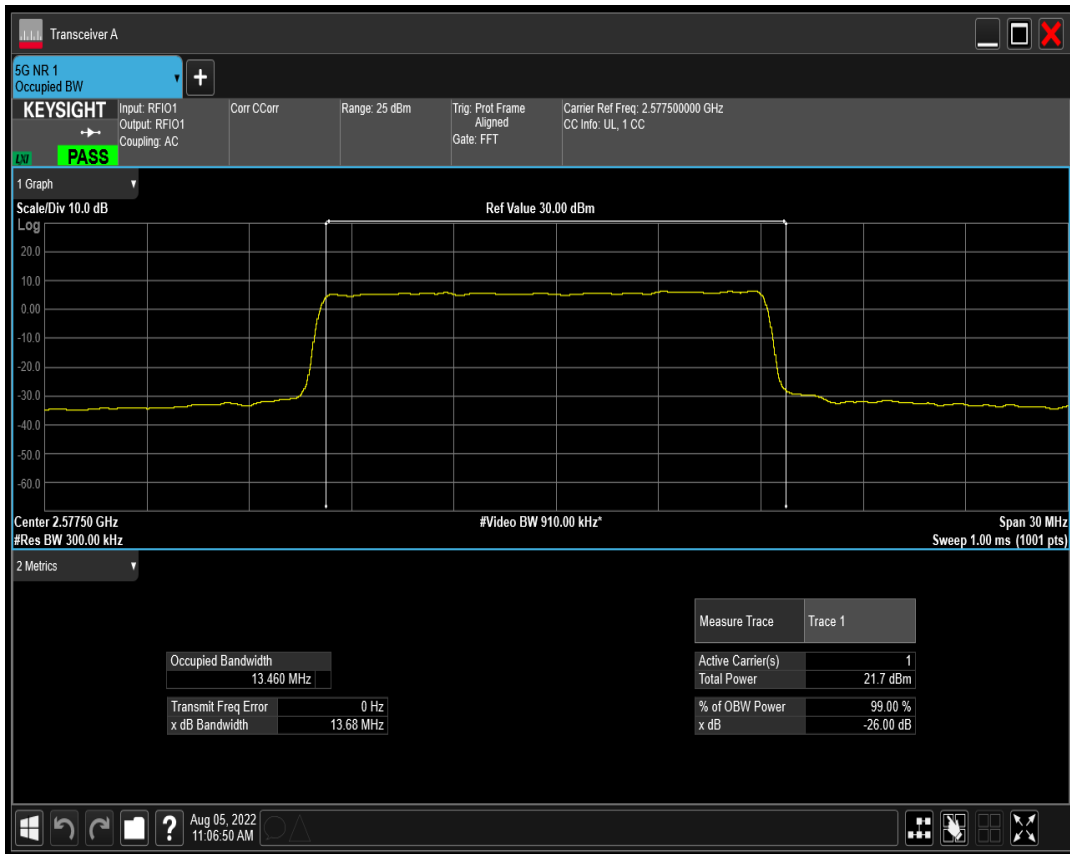 Transceiver A
5G NR 1
Occupied BW
KEYSIGHT
LXI
PASS
Input: RFIO1
Output: RFIO1
Coupling: AC
Corr CCorr
Range: 25 dBm
Trig: Prot Frame
Aligned
Gate: FFT
Carrier Ref Freq: 2.577500000 GHz
CC Info: UL, 1 CC
1 Graph
Scale/Div 10.0 dB
Ref Value 30.00 dBm
Log
20.0
10.0
0.00
-10.0
-20.0
-30.0
-40.0
-50.0
-60.0
Center 2.57750 GHz
#Video BW 910.00 kHz*
Span 30 MHz
#Res BW 300.00 kHz
Sweep 1.00 ms (1001 pts)
2 Metrics
Measure Trace Trace 1
Occupied Bandwidth
13.460 MHz
Active Carrier(s) 1
Total Power 21.7 dBm
Transmit Freq Error 0 Hz
x dB Bandwidth 13.68 MHz
% of OBW Power 99.00 %
x dB -26.00 dB
?
Aug 05, 2022
11:06:50 AM